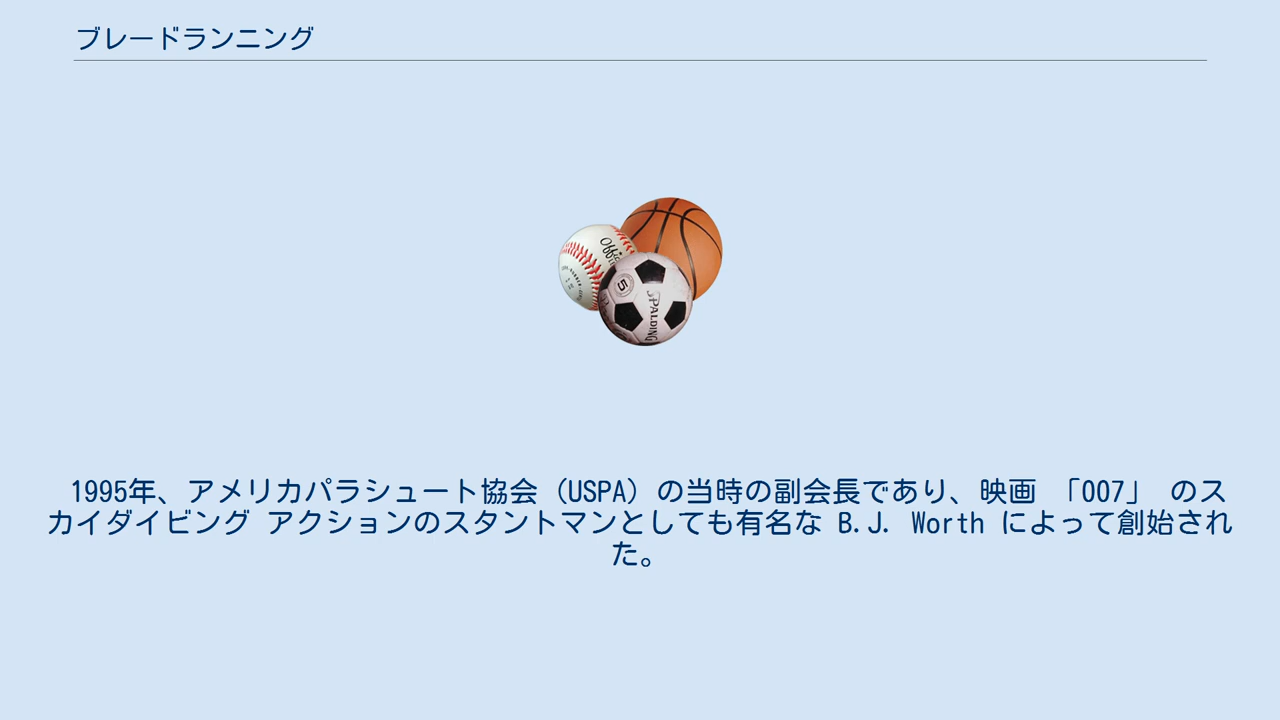 ブレードランニング
Offic
5
SPALDING
1995年、アメリカパラシュート協会（USPA）の当時の副会長であり、映画 「007」 のス
カイダイビング アクションのスタントマンとしても有名な B.J. Worth によって創始され
た。